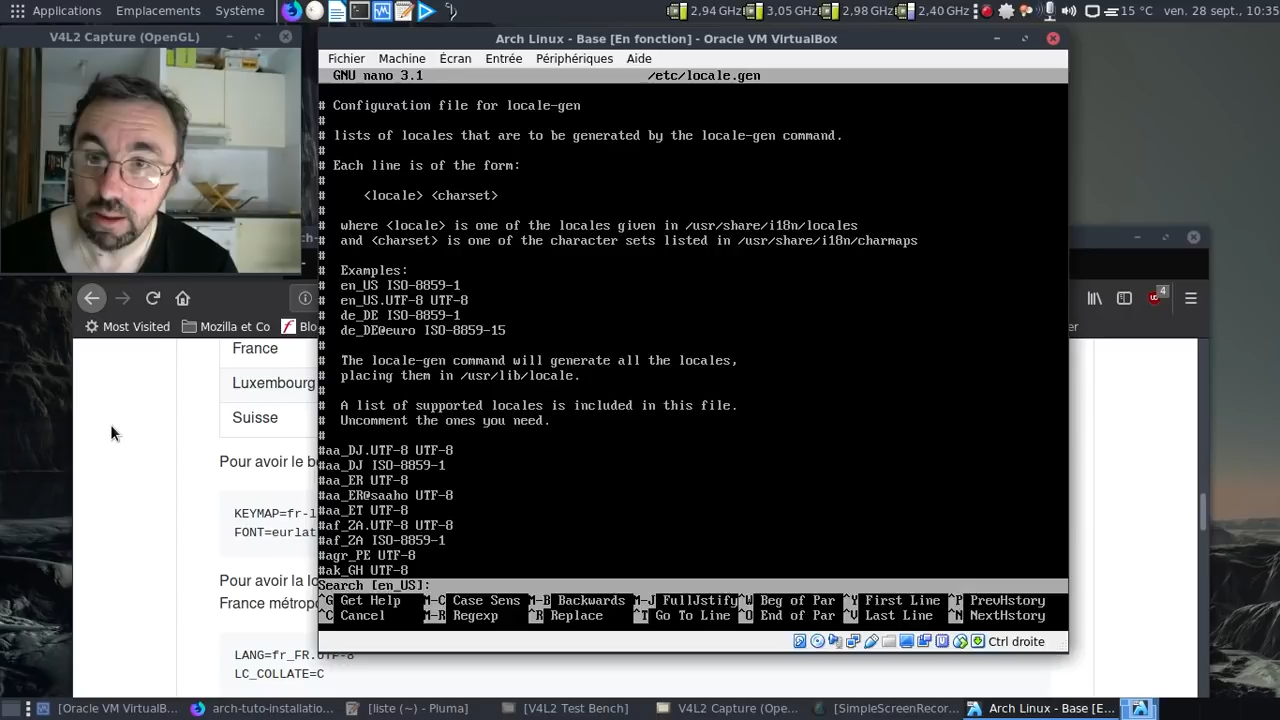 Applications Emplacements Système
2,94 GHz 3,05 GHz 2,98 GHz 2,40 GHz 15 °C ven. 28 sept., 10:35
V4L2 Capture (OpenGL)
Arch Linux - Base [En fonction] - Oracle VM VirtualBox
Fichier Machine Écran Entrée Périphériques Aide
GNU nano 3.1 /etc/locale.gen
# Configuration file for locale-gen
#
# lists of locales that are to be generated by the locale-gen command.
#
# Each line is of the form:
#
# <locale> <charset>
#
# where <locale> is one of the locales given in /usr/share/i18n/locales
# and <charset> is one of the character sets listed in /usr/share/i18n/charmaps
#
# Examples:
# en_US ISO-8859-1
# en_US.UTF-8 UTF-8
# de_DE ISO-8859-1
# de_DE@euro ISO-8859-15
#
# The locale-gen command will generate all the locales,
# placing them in /usr/lib/locale.
#
# A list of supported locales is included in this file.
# Uncomment the ones you need.
#
#aa_DJ.UTF-8 UTF-8
#aa_DJ ISO-8859-1
#aa_ER UTF-8
#aa_ER@saaho UTF-8
#aa_ET UTF-8
#af_ZA.UTF-8 UTF-8
#af_ZA ISO-8859-1
#agr_PE UTF-8
#ak_GH UTF-8
Search [en_US]:
^G Get Help M-C Case Sens M-B Backwards M-J FullJstify ^W Beg of Par ^Y First Line ^P PrevHstory
^C Cancel M-R Regexp ^R Replace ^T Go To Line ^O End of Par ^V Last Line ^N NextHstory
Ctrl droite
4
Most Visited Mozilla et Co Blo
France
Luxembourg
Suisse
Pour avoir le b
KEYMAP=fr-l
FONT=eurlat
Pour avoir la lo
France métrop
LANG=fr_FR.UTF-8
LC_COLLATE=C
[Oracle VM VirtualB... arch-tuto-installatio... [liste (~) - Pluma] [V4L2 Test Bench] V4L2 Capture (Ope... [SimpleScreenRecor... Arch Linux - Base [E...